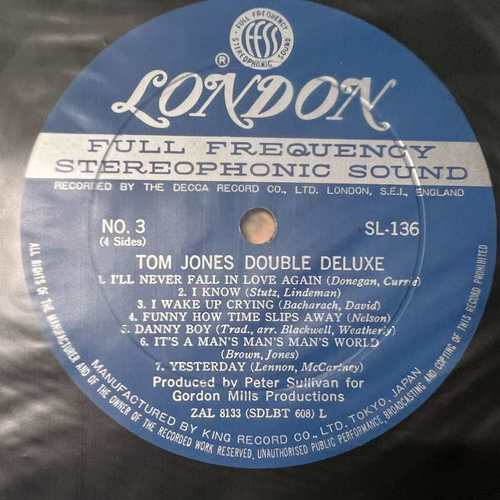 FULL FREQUENCY
FFSS
STEREOPHONIC SOUND
®
LONDON
FULL FREQUENCY
STEREOPHONIC SOUND
RECORDED BY THE DECCA RECORD CO., LTD. LONDON, S.E.I., ENGLAND
NO. 3
(4 Sides)
SL-136
TOM JONES DOUBLE DELUXE
1. I'LL NEVER FALL IN LOVE AGAIN (Donegan, Currie)
2. I KNOW (Stutz, Lindeman)
3. I WAKE UP CRYING (Bacharach, David)
4. FUNNY HOW TIME SLIPS AWAY (Nelson)
5. DANNY BOY (Trad., arr. Blackwell, Weatherly)
6. IT'S A MAN'S MAN'S MAN'S WORLD
(Brown, Jones)
7. YESTERDAY (Lennon, McCartney)
Produced by Peter Sullivan for
Gordon Mills Productions
ZAL 8133 (SDLBT 608) L
MANUFACTURED BY KING RECORD CO., LTD. TOKYO, JAPAN
ALL RIGHTS OF THE MANUFACTURER AND OF THE OWNER OF THE RECORDED WORK RESERVED. UNAUTHORISED PUBLIC PERFORMANCE, BROADCASTING AND COPYING OF THIS RECORD PROHIBITED